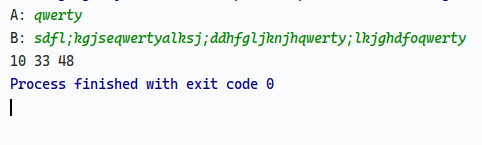 A: qwerty
B: sdfl;kgjseqwertyalksj;ddhfgljknjhqwerty;lkjghdfoqwerty
10 33 48
Process finished with exit code 0